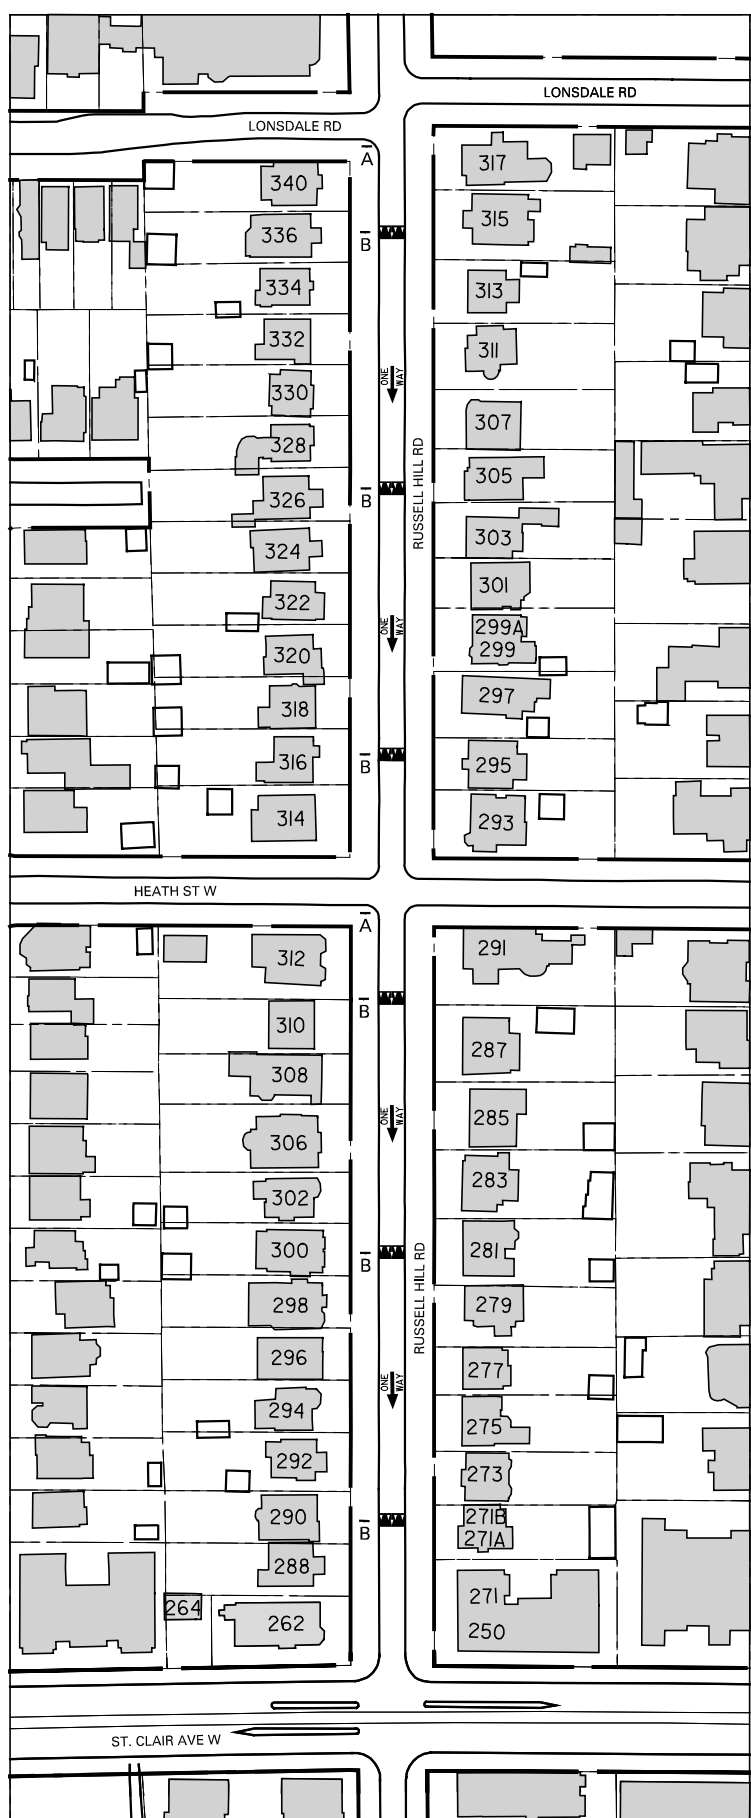 LONSDALE RD
LONSDALE RD
A
317
340
315
336
B
334
313
332
311
ONE WAY
330
307
328
RUSSELL HILL RD
305
326
B
303
324
301
322
299A
ONE WAY
299
320
297
318
316
B
295
314
293
HEATH ST W
A
291
312
B
310
287
308
ONE WAY
285
306
283
302
300
B
281
RUSSELL HILL RD
298
279
296
277
ONE WAY
294
275
292
273
290
271B
B
271A
288
271
264
262
250
ST. CLAIR AVE W